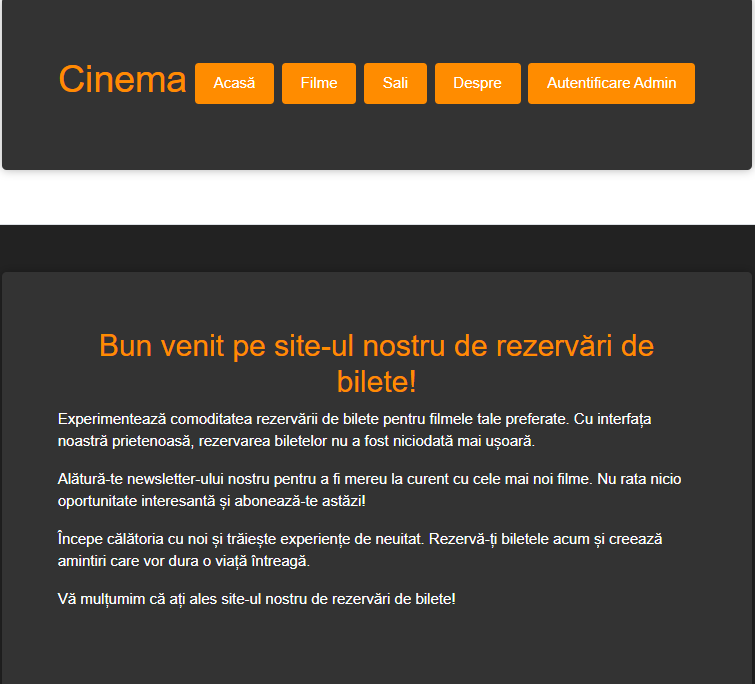 Cinema Acasă Filme Sali Despre Autentificare Admin
Bun venit pe site-ul nostru de rezervări de
bilete!
Experimentează comoditatea rezervării de bilete pentru filmele tale preferate. Cu interfața
noastră prietenoasă, rezervarea biletelor nu a fost niciodată mai ușoară.
Alătură-te newsletter-ului nostru pentru a fi mereu la curent cu cele mai noi filme. Nu rata nicio
oportunitate interesantă și abonează-te astăzi!
Începe călătoria cu noi și trăiește experiențe de neuitat. Rezervă-ți biletele acum și creează
amintiri care vor dura o viață întreagă.
Vă mulțumim că ați ales site-ul nostru de rezervări de bilete!